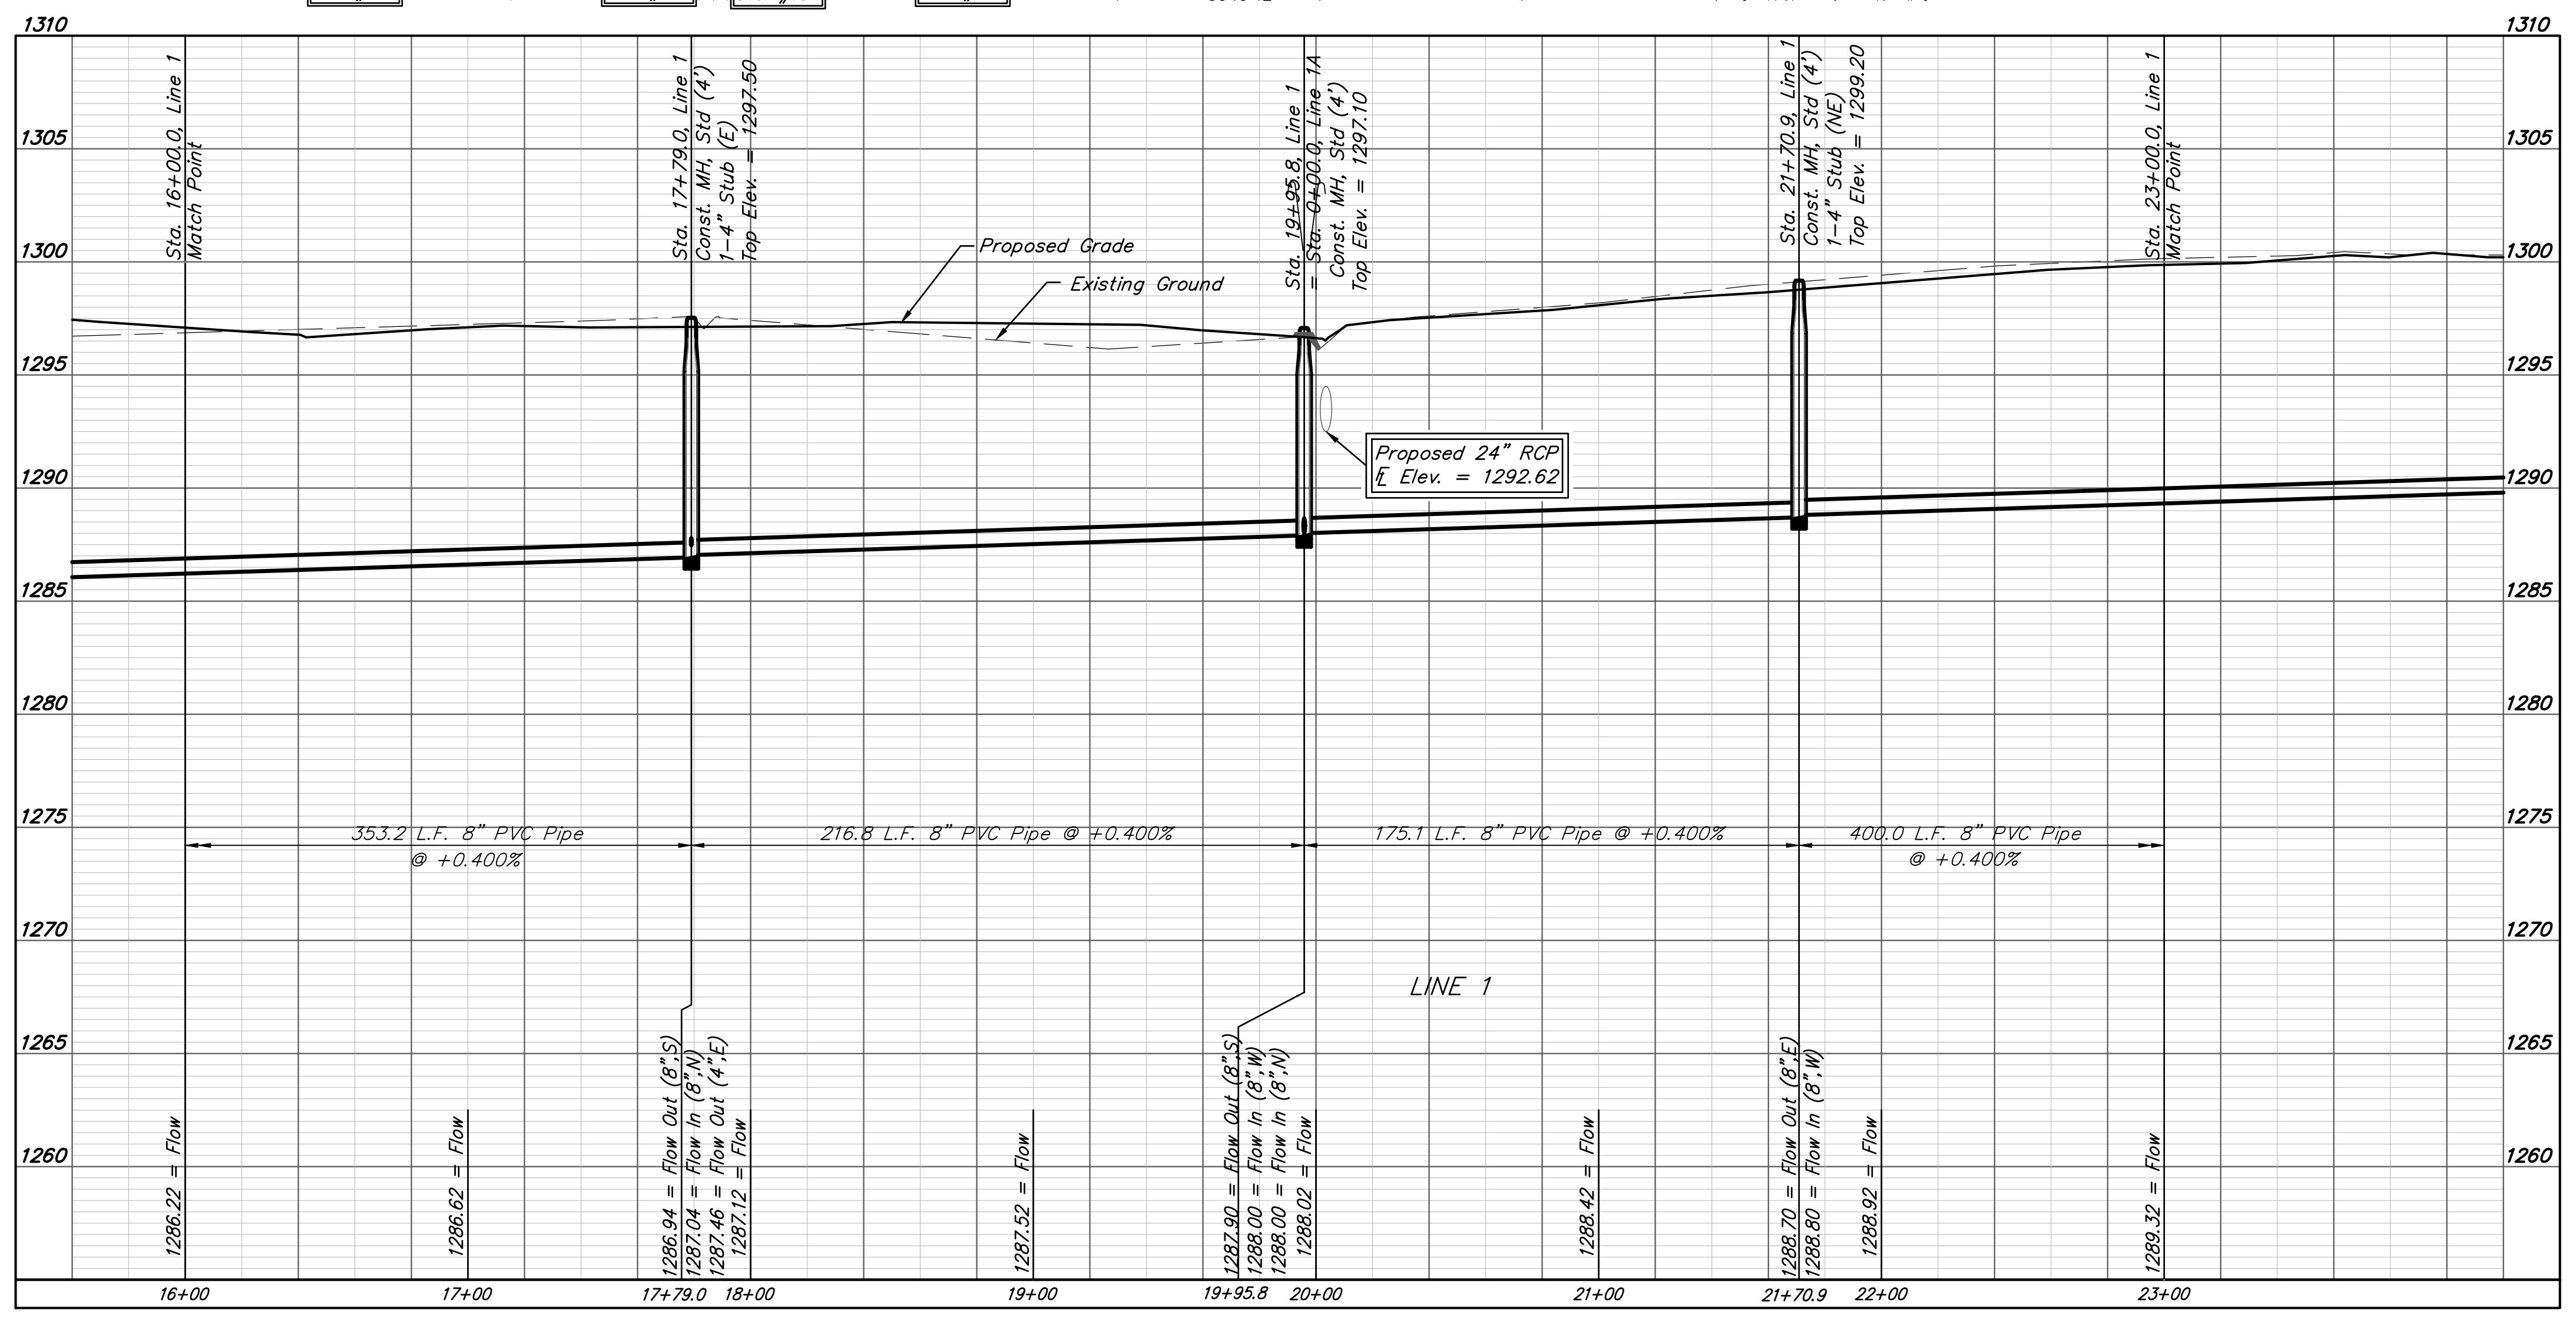 1310
1310
Sta. 16+00.0, Line 1
Match Point
Sta. 17+79.0, Line 1
Const. MH, Std (4')
1-4" Stub (E)
Top Elev. = 1297.50
Sta. 19+95.8, Line 1
= Sta. 0+00.0, Line 1A
Const. MH, Std (4')
Top Elev. = 1297.10
Sta. 21+70.9, Line 1
Const. MH, Std (4')
1-4" Stub (NE)
Top Elev. = 1299.20
Sta. 23+00.0, Line 1
Match Point
1305
1305
1300
1300
Proposed Grade
Existing Ground
1295
1295
Proposed 24" RCP
℄ Elev. = 1292.62
1290
1290
1285
1285
1280
1280
1275
1275
353.2 L.F. 8" PVC Pipe
@ +0.400%
216.8 L.F. 8" PVC Pipe @ +0.400%
175.1 L.F. 8" PVC Pipe @ +0.400%
400.0 L.F. 8" PVC Pipe
@ +0.400%
1270
1270
LINE 1
1265
1265
1260
1260
1286.22 = Flow
1286.62 = Flow
1286.94 = Flow Out (8",S)
1287.04 = Flow In (8",N)
1287.46 = Flow Out (4",E)
1287.12 = Flow
1287.52 = Flow
1287.90 = Flow Out (8",S)
1288.00 = Flow In (8",W)
1288.00 = Flow In (8",N)
1288.02 = Flow
1288.42 = Flow
1288.70 = Flow Out (8",E)
1288.80 = Flow In (8",W)
1288.92 = Flow
1289.32 = Flow
16+00
17+00
17+79.0
18+00
19+00
19+95.8
20+00
21+00
21+70.9
22+00
23+00